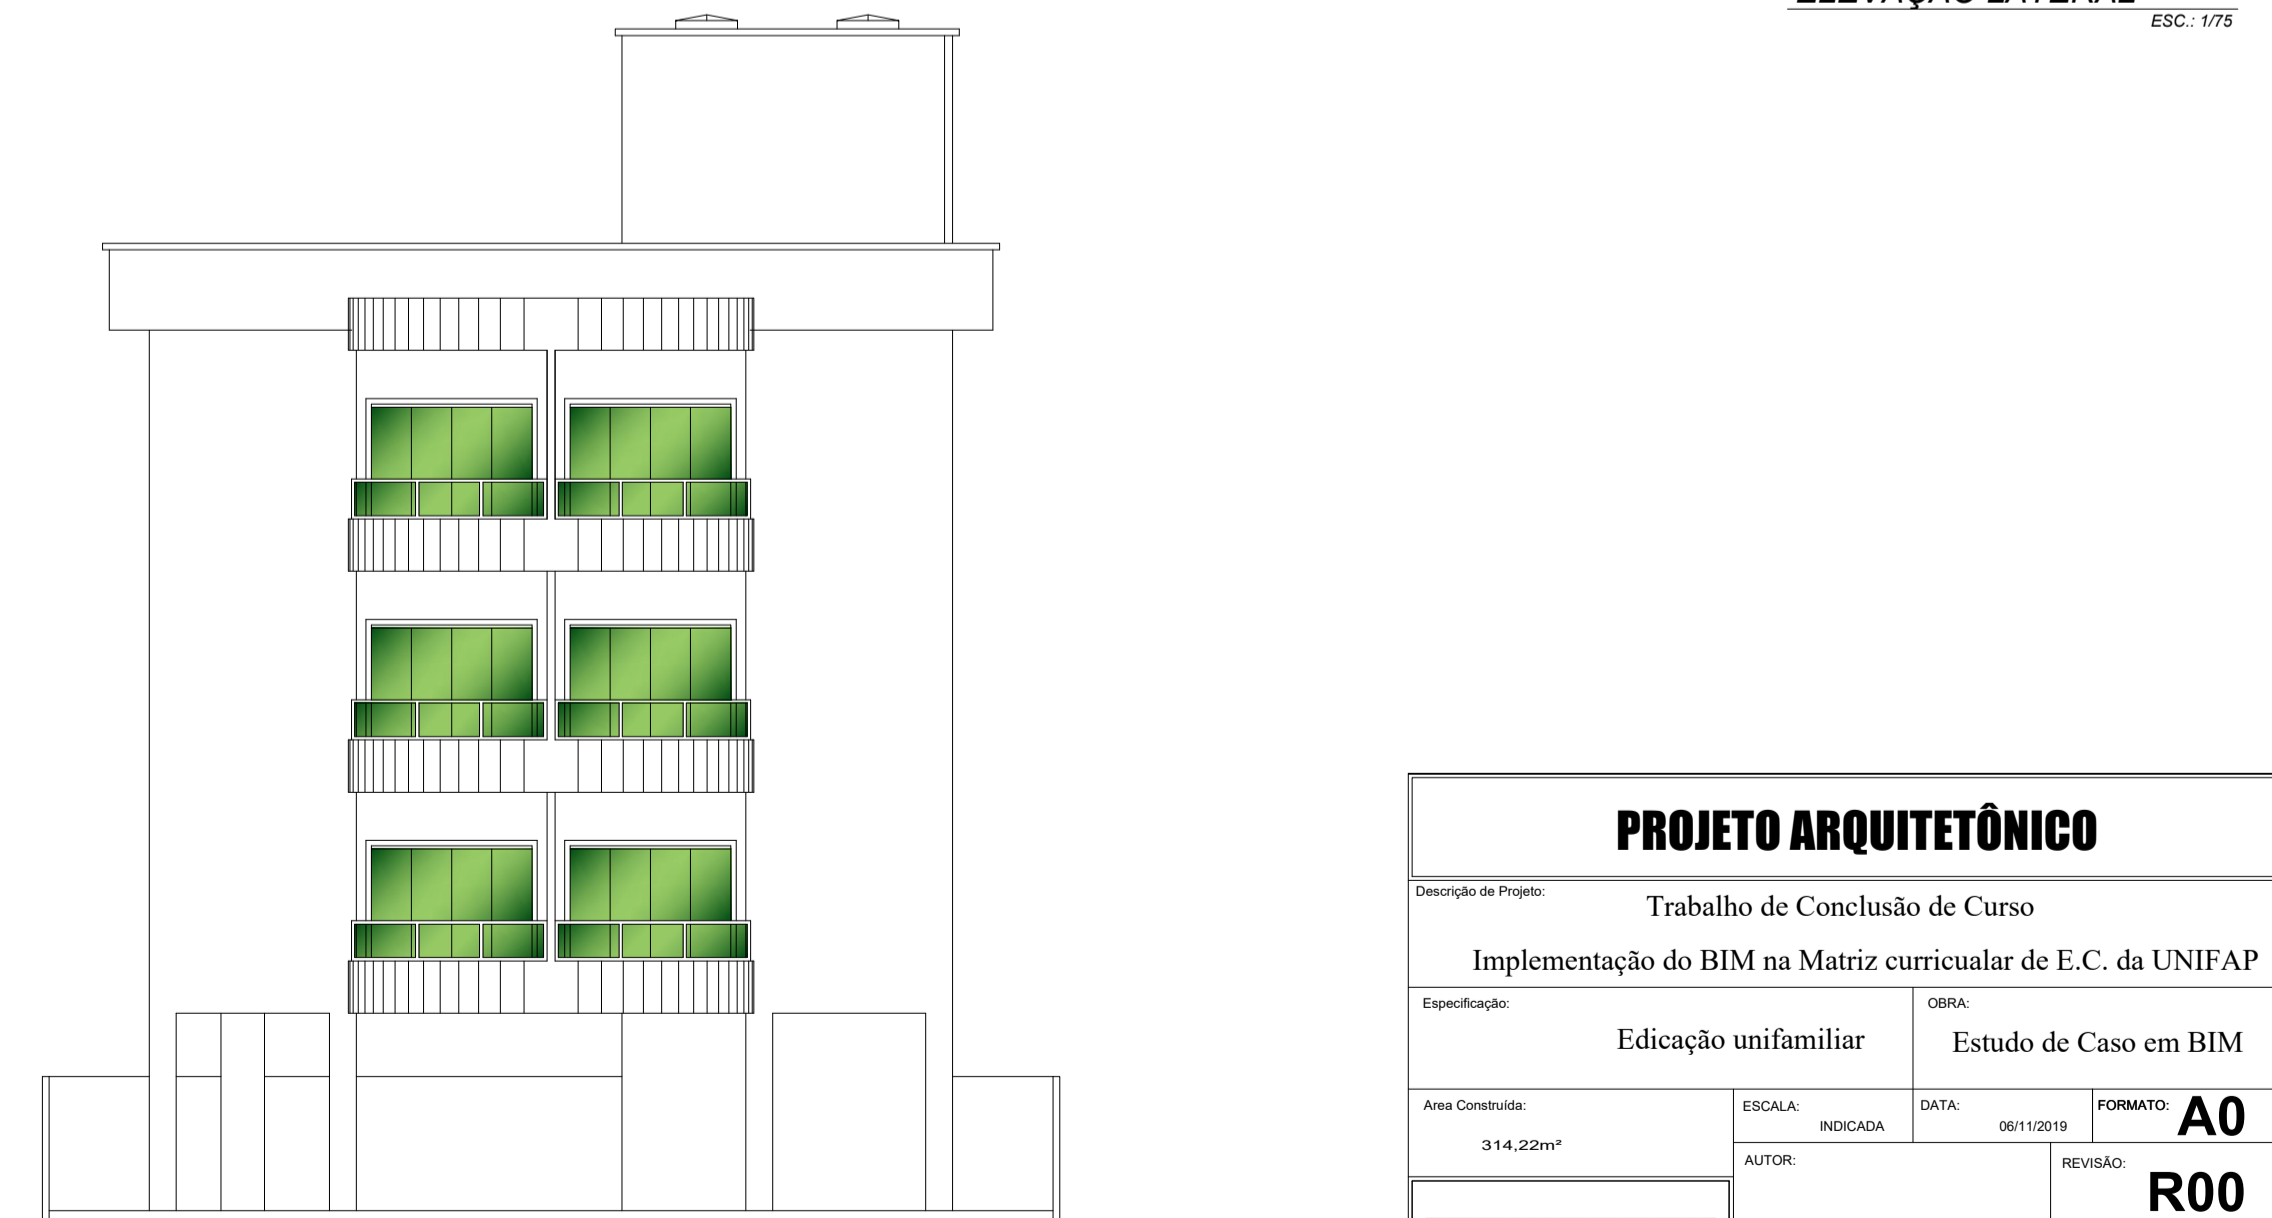 ELEVAÇÃO LATERAL
ESC.: 1/75
PROJETO ARQUITETÔNICO
Descrição de Projeto:
Trabalho de Conclusão de Curso
Implementação do BIM na Matriz curricualar de E.C. da UNIFAP
Especificação:
Edicação unifamiliar
OBRA:
Estudo de Caso em BIM
Area Construída:
314,22m²
ESCALA:
INDICADA
DATA:
06/11/2019
FORMATO: A0
AUTOR:
REVISÃO:
R00